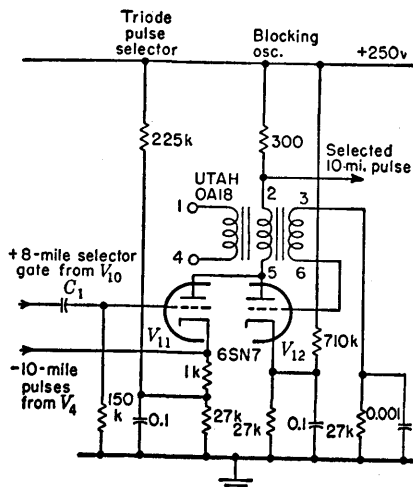 Triode
pulse
selector
Blocking
osc.
+250v
225k
300
Selected
10-mi. pulse
UTAH
OA18
1
2
3
4
5
6
+8-mile selector
gate from V10
C1
V11
6SN7
V12
710k
-10-mile
pulses
from V4
1k
150
k
0.1
27k
27k
0.1
27k
0.001